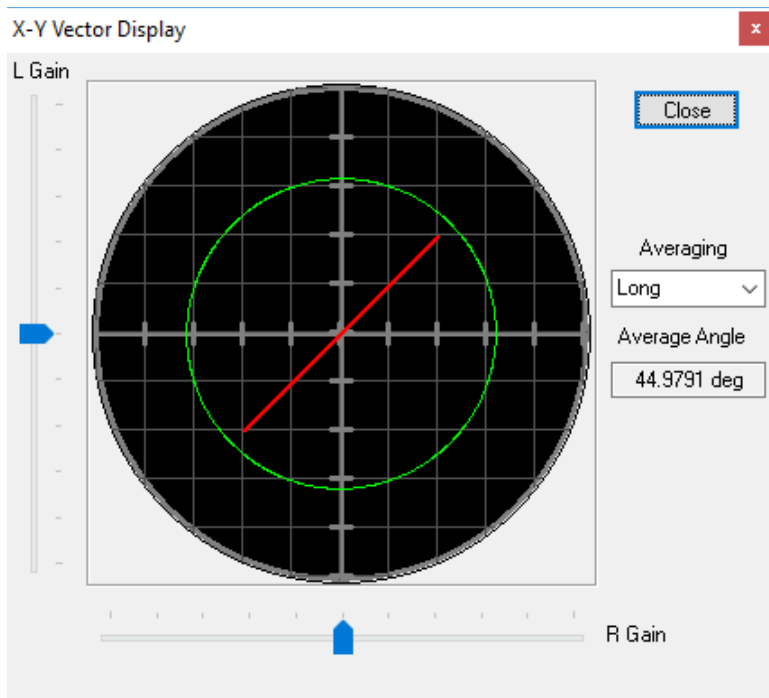 X-Y Vector Display
x
L Gain
Close
Averaging
Long
Average Angle
44.9791 deg
R Gain